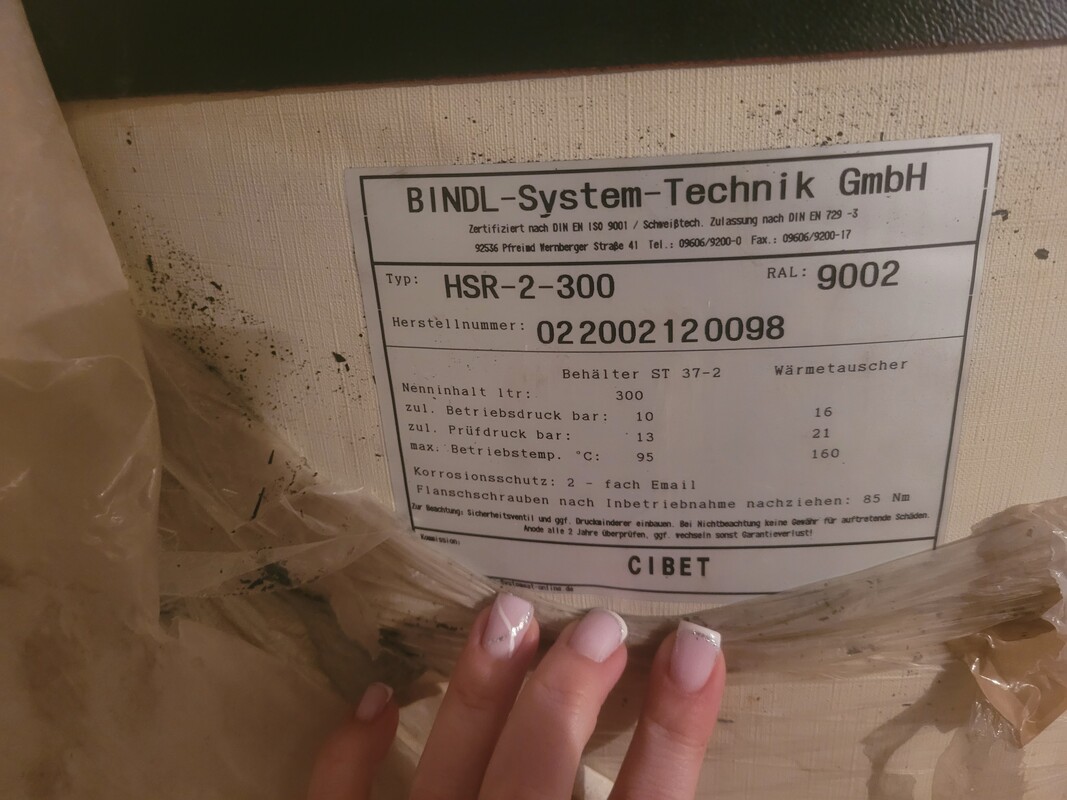 BINDL-System-Technik GmbH
Zertifiziert nach DIN EN ISO 9001 / Schweißtech. Zulassung nach DIN EN 729 -3
92536 Pfreimd Wernberger Straße 41 Tel.: 09606/9200-0 Fax.: 09606/9200-17
Typ: HSR-2-300 RAL: 9002
Herstellnummer: 022002120098
Behälter ST 37-2 Wärmetauscher
Nenninhalt ltr: 300
zul. Betriebsdruck bar: 10 16
zul. Prüfdruck bar: 13 21
max. Betriebstemp. °C: 95 160
Korrosionsschutz: 2 - fach Email
Flanschschrauben nach Inbetriebnahme nachziehen: 85 Nm
Zur Beachtung: Sicherheitsventil und ggf. Druckminderer einbauen. Bei Nichtbeachtung keine Gewähr für auftretende Schäden.
Anode alle 2 Jahre überprüfen, ggf. wechseln sonst Garantieverlust!
Kommission:
CIBET